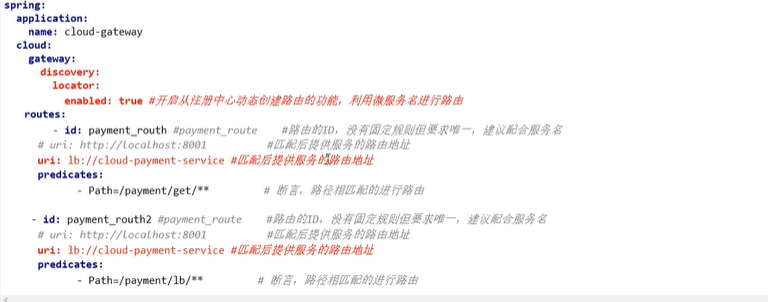 spring:
application:
name: cloud-gateway
cloud:
gateway:
discovery:
locator:
enabled: true #开启从注册中心动态创建路由的功能，利用微服务名进行路由
routes:
- id: payment_routh #payment_route #路由的ID，没有固定规则但要求唯一，建议配合服务名
# uri: http://localhost:8001 #匹配后提供服务的路由地址
uri: lb://cloud-payment-service #匹配后提供服务的路由地址
predicates:
- Path=/payment/get/** # 断言，路径相匹配的进行路由
- id: payment_routh2 #payment_route #路由的ID，没有固定规则但要求唯一，建议配合服务名
# uri: http://localhost:8001 #匹配后提供服务的路由地址
uri: lb://cloud-payment-service #匹配后提供服务的路由地址
predicates:
- Path=/payment/lb/** # 断言，路径相匹配的进行路由